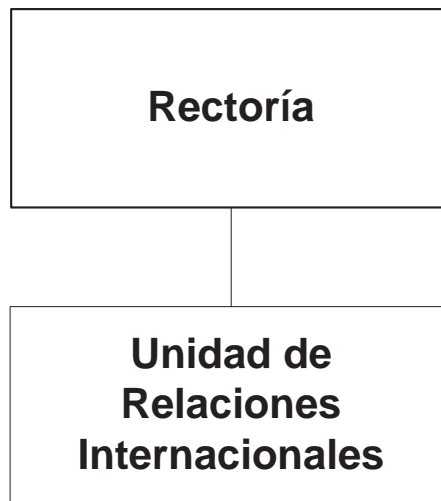 Rectoría
Unidad de
Relaciones
Internacionales